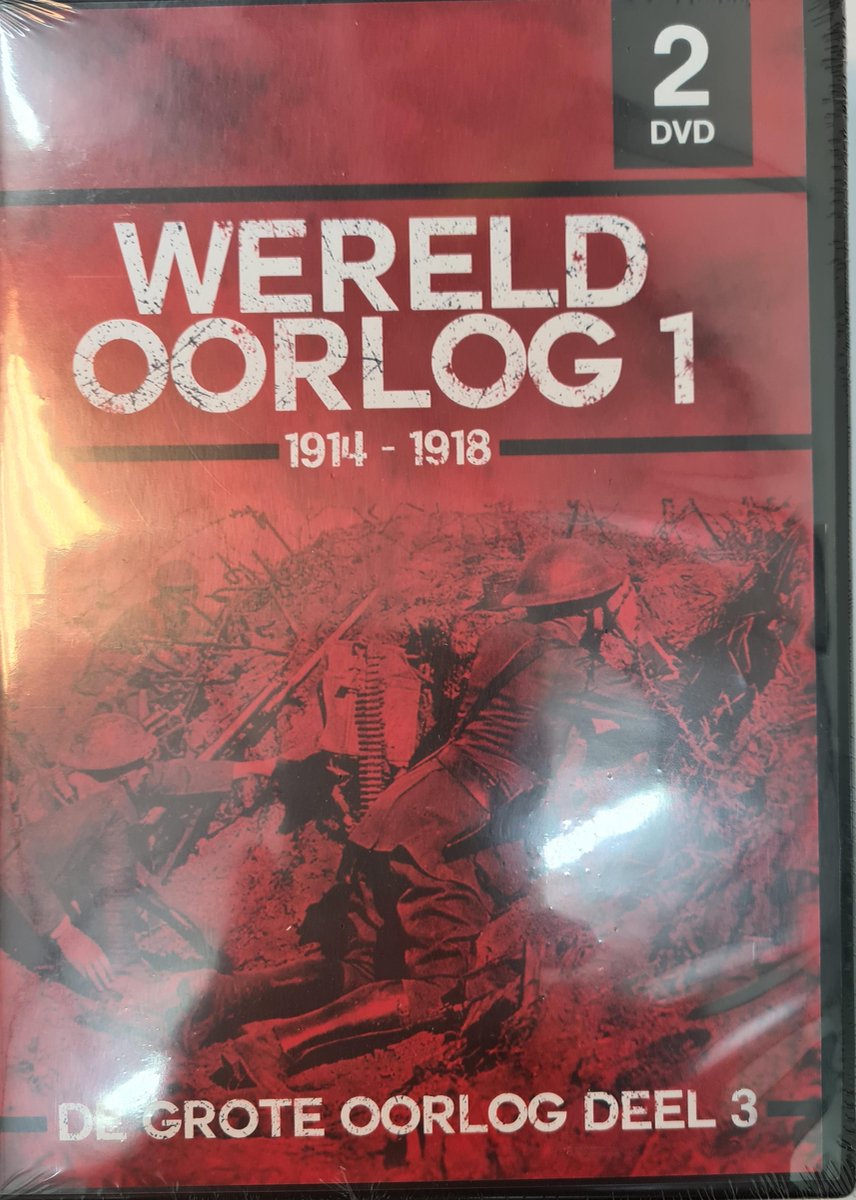 2
DVD
WERELD
OORLOG 1
1914 - 1918
DE GROTE OORLOG DEEL 3